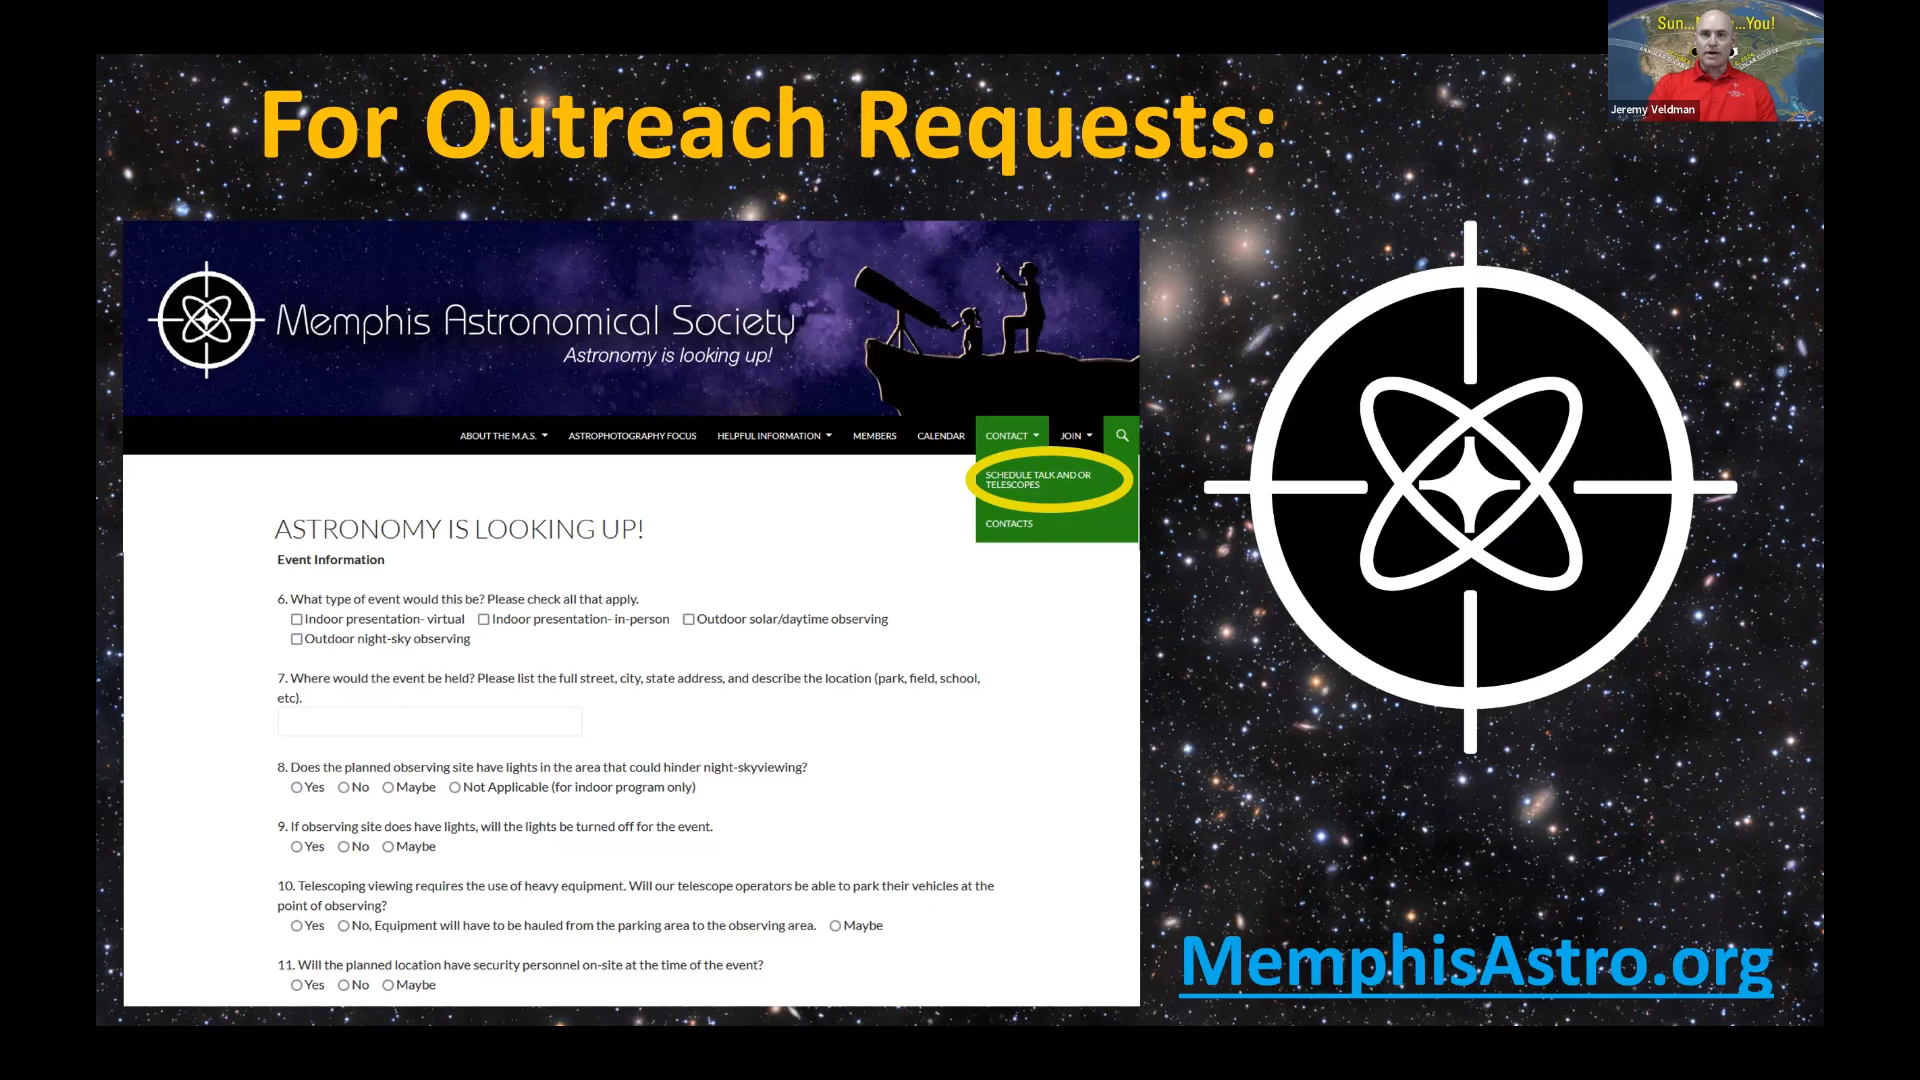 Sun...
...You!
Jeremy Veldman
For Outreach Requests:
Memphis Astronomical Society
Astronomy is looking up!
ABOUT THE M.A.S. ASTROPHOTOGRAPHY FOCUS HELPFUL INFORMATION MEMBERS CALENDAR CONTACT JOIN
SCHEDULE TALK AND OR
TELESCOPES
CONTACTS
ASTRONOMY IS LOOKING UP!
Event Information
6. What type of event would this be? Please check all that apply.
Indoor presentation- virtual Indoor presentation- in-person Outdoor solar/daytime observing
Outdoor night-sky observing
7. Where would the event be held? Please list the full street, city, state address, and describe the location (park, field, school,
etc).
8. Does the planned observing site have lights in the area that could hinder night-skyviewing?
Yes No Maybe Not Applicable (for indoor program only)
9. If observing site does have lights, will the lights be turned off for the event.
Yes No Maybe
10. Telescoping viewing requires the use of heavy equipment. Will our telescope operators be able to park their vehicles at the
point of observing?
Yes No, Equipment will have to be hauled from the parking area to the observing area. Maybe
11. Will the planned location have security personnel on-site at the time of the event?
Yes No Maybe
MemphisAstro.org